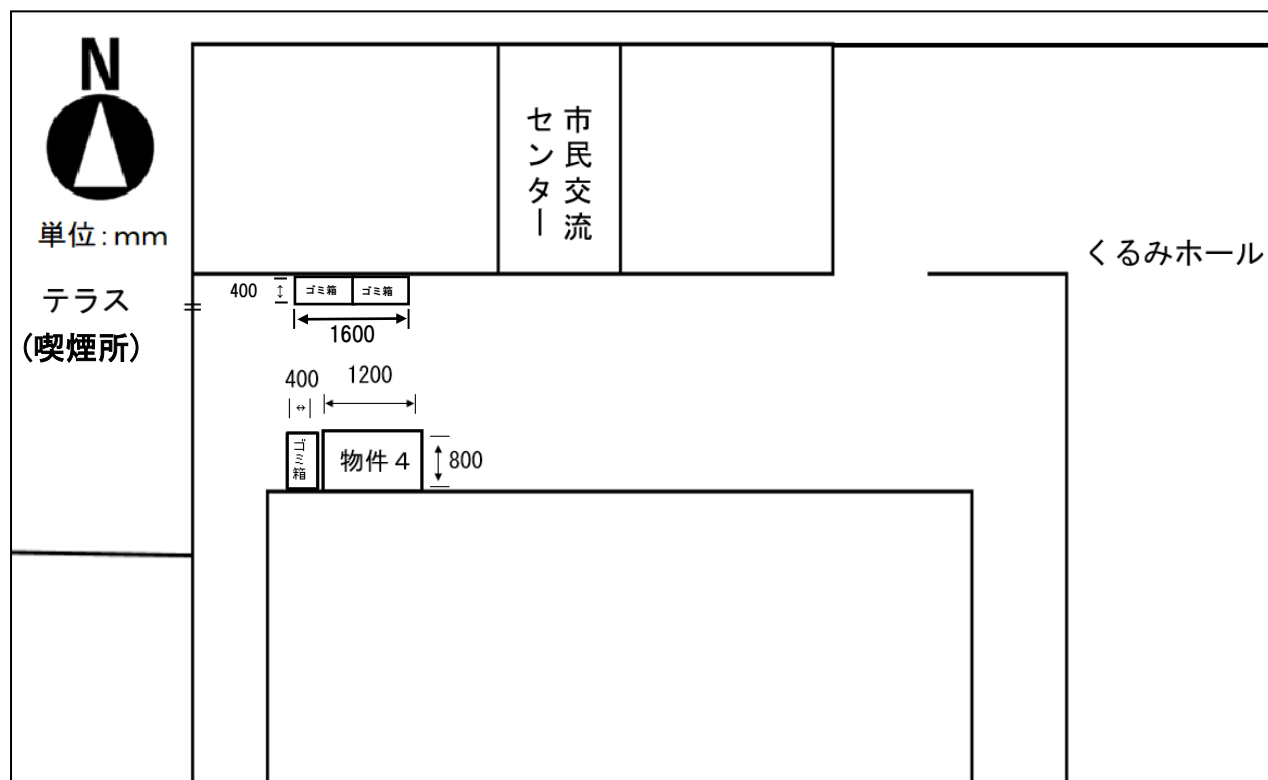 N
単位:mm
テラス
(喫煙所)
市民交流
センター
くるみホール
400
ゴミ箱
ゴミ箱
1600
400
1200
ゴミ箱
物件4
800